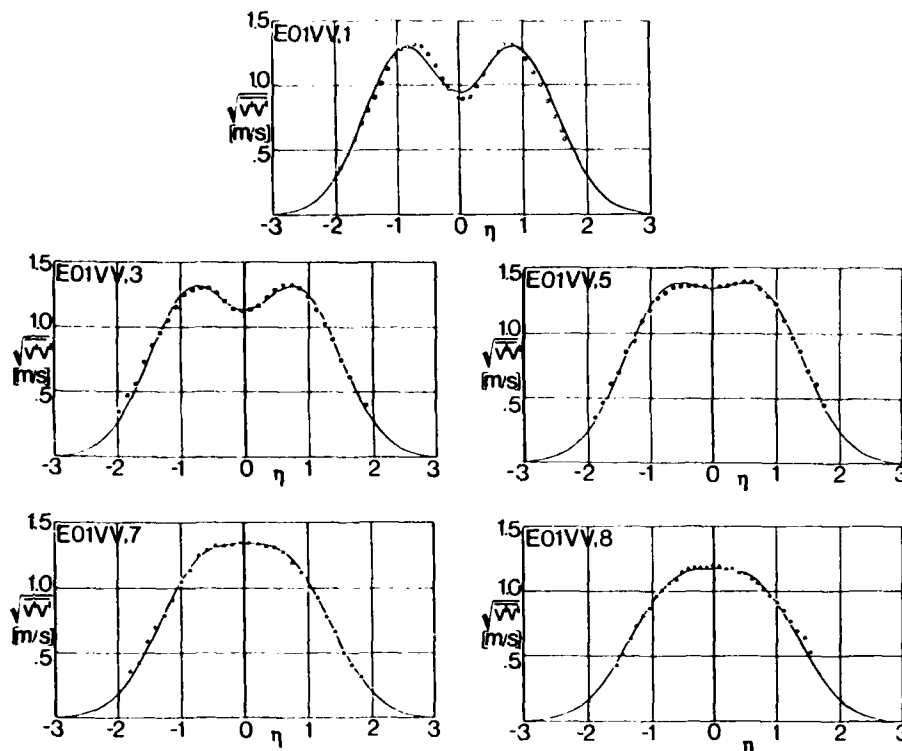 E01VV,1
1.5
1.0
.5
√v'v'
[m/s]
-3 -2 -1 0 1 2 3
η
E01VV,3
1.5
1.0
.5
√v'v'
[m/s]
-3 -2 -1 0 1 2 3
η
E01VV,5
1.5
1.0
.5
√v'v'
[m/s]
-3 -2 -1 0 1 2 3
η
E01VV,7
1.5
1.0
.5
√v'v'
[m/s]
-3 -2 -1 0 1 2 3
η
E01VV,8
1.5
1.0
.5
√v'v'
[m/s]
-3 -2 -1 0 1 2 3
η